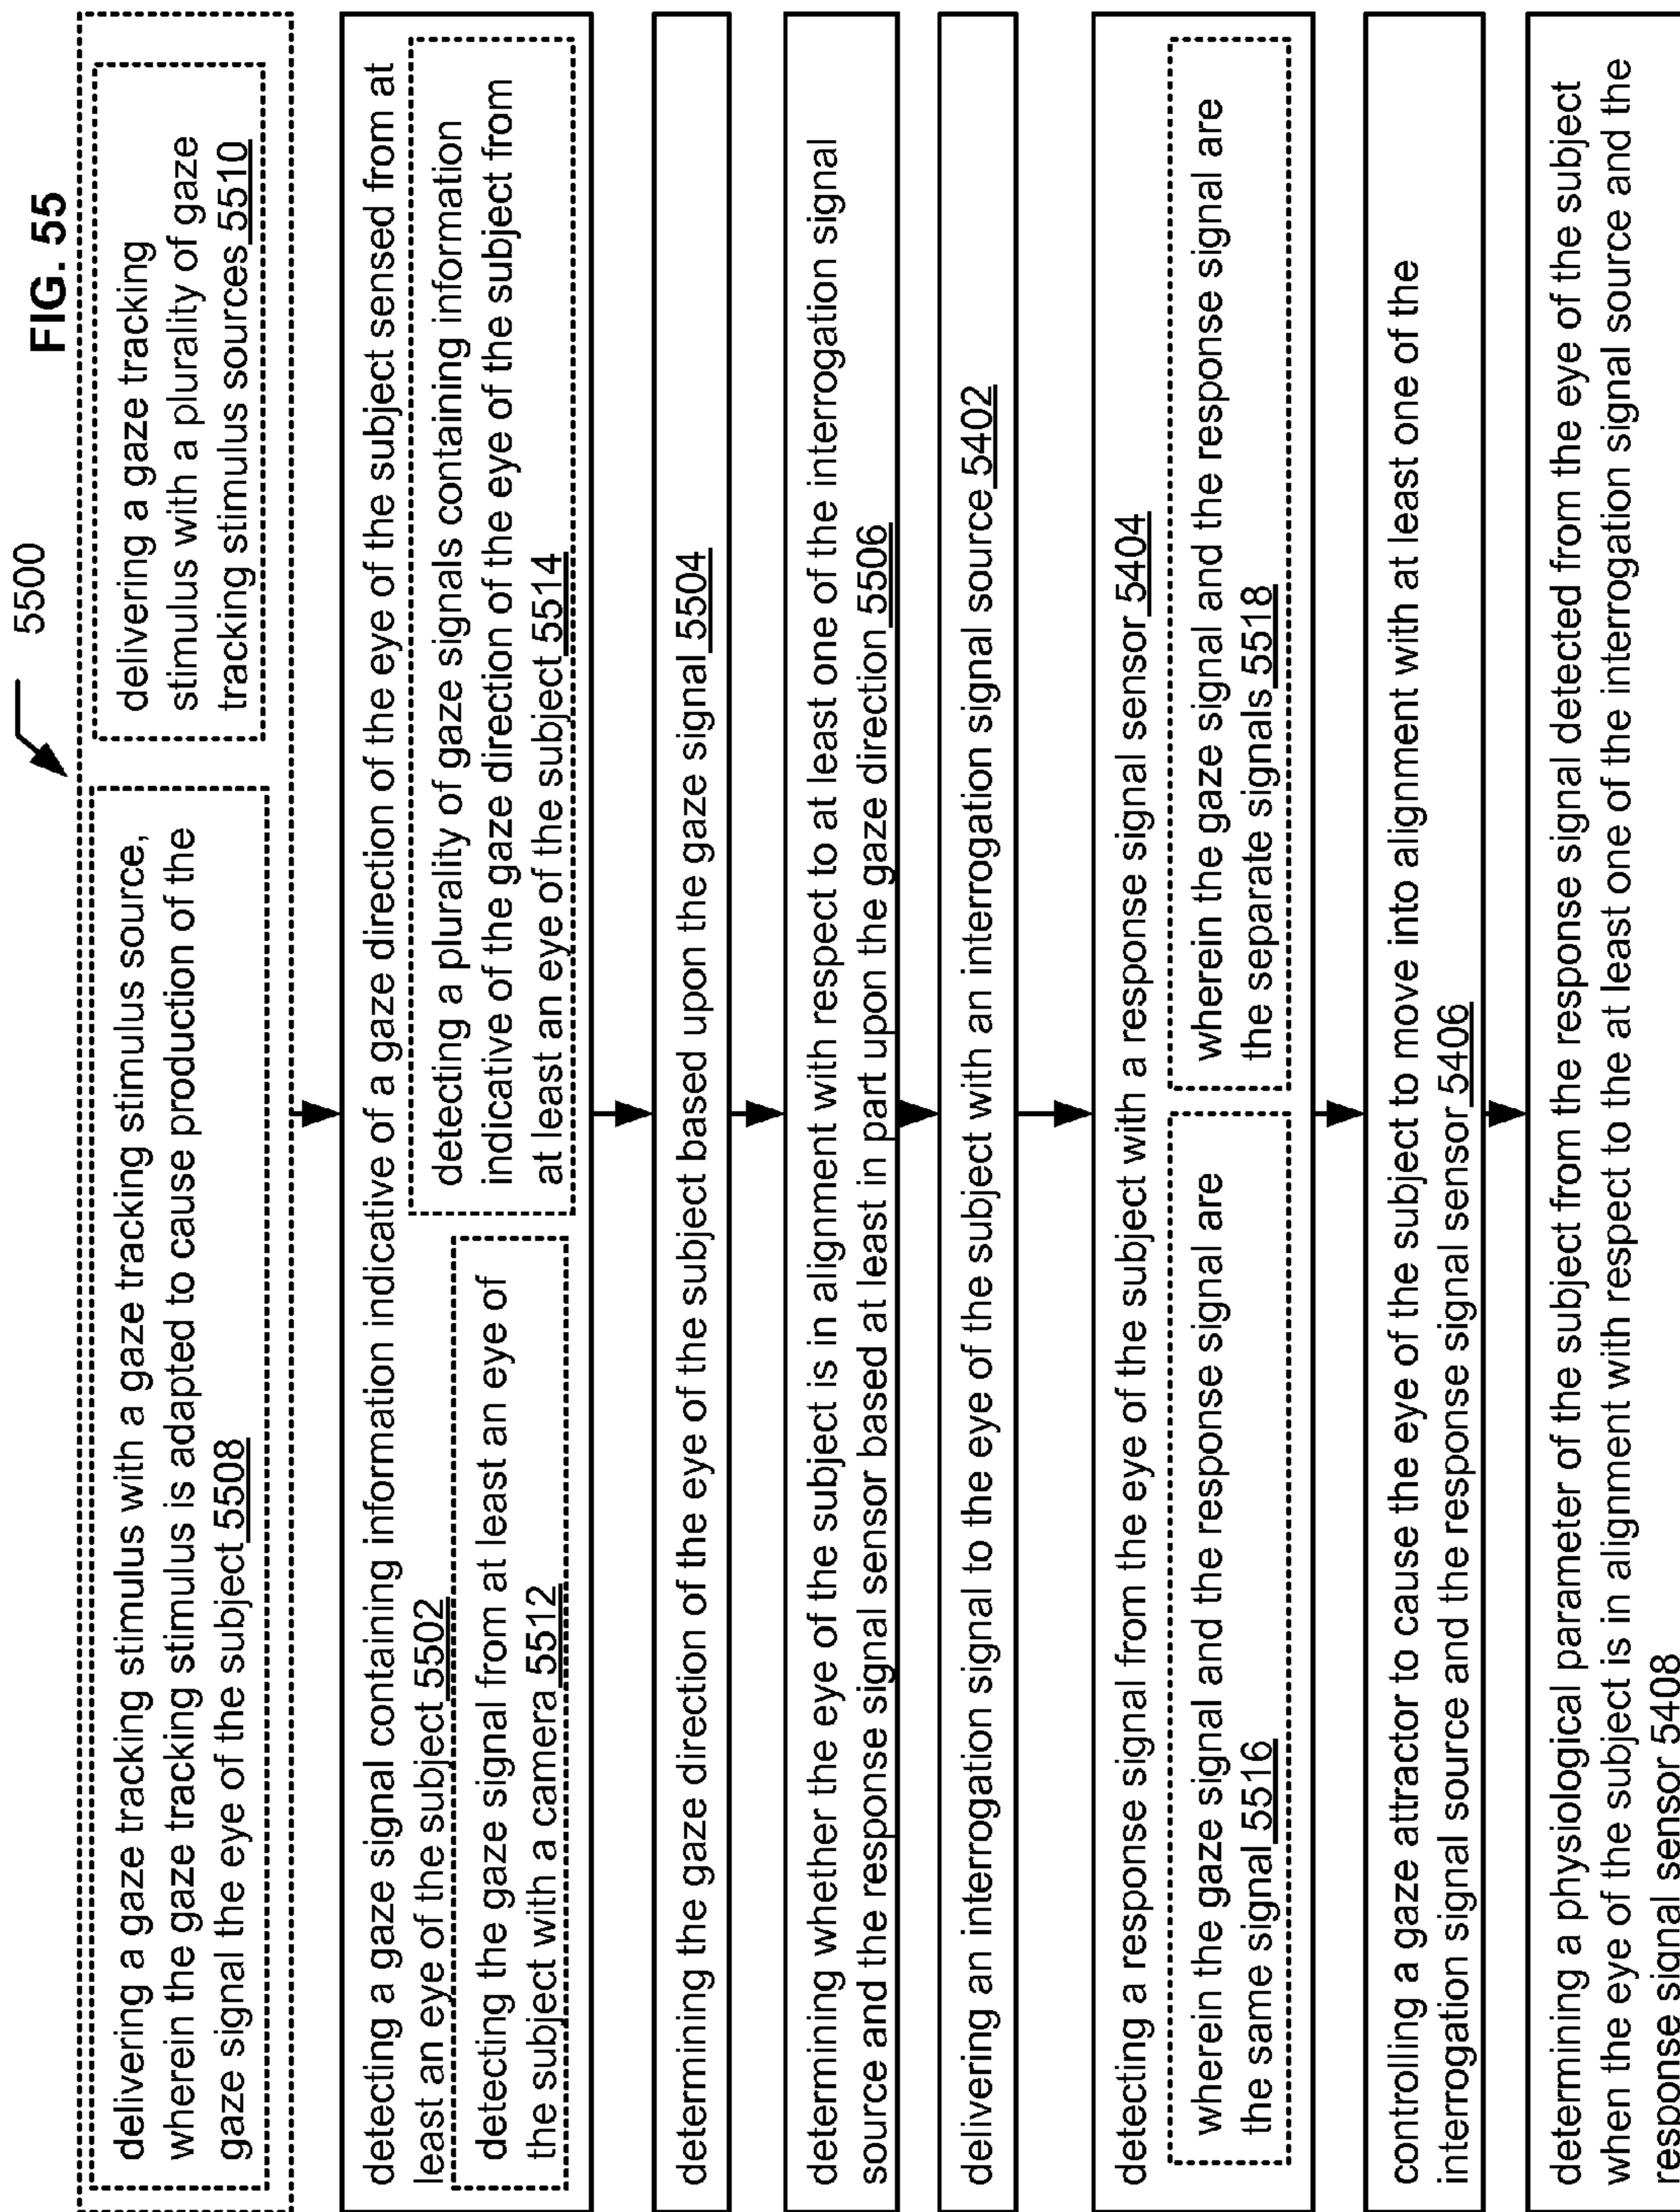 FIG. 55
5500
delivering a gaze tracking stimulus with a gaze tracking stimulus source,
wherein the gaze tracking stimulus is adapted to cause production of the
gaze signal the eye of the subject 5508
delivering a gaze tracking
stimulus with a plurality of gaze
tracking stimulus sources 5510
detecting a gaze signal containing information indicative of a gaze direction of the eye of the subject sensed from at
least an eye of the subject 5502
detecting the gaze signal from at least an eye of
the subject with a camera 5512
detecting a plurality of gaze signals containing information
indicative of the gaze direction of the eye of the subject from
at least an eye of the subject 5514
determining the gaze direction of the eye of the subject based upon the gaze signal 5504
determining whether the eye of the subject is in alignment with respect to at least one of the interrogation signal
source and the response signal sensor based at least in part upon the gaze direction 5506
delivering an interrogation signal to the eye of the subject with an interrogation signal source 5402
detecting a response signal from the eye of the subject with a response signal sensor 5404
wherein the gaze signal and the response signal are
the same signal 5516
wherein the gaze signal and the response signal are
the separate signals 5518
controlling a gaze attractor to cause the eye of the subject to move into alignment with at least one of the
interrogation signal source and the response signal sensor 5406
determining a physiological parameter of the subject from the response signal detected from the eye of the subject
when the eye of the subject is in alignment with respect to the at least one of the interrogation signal source and the
response signal sensor 5408